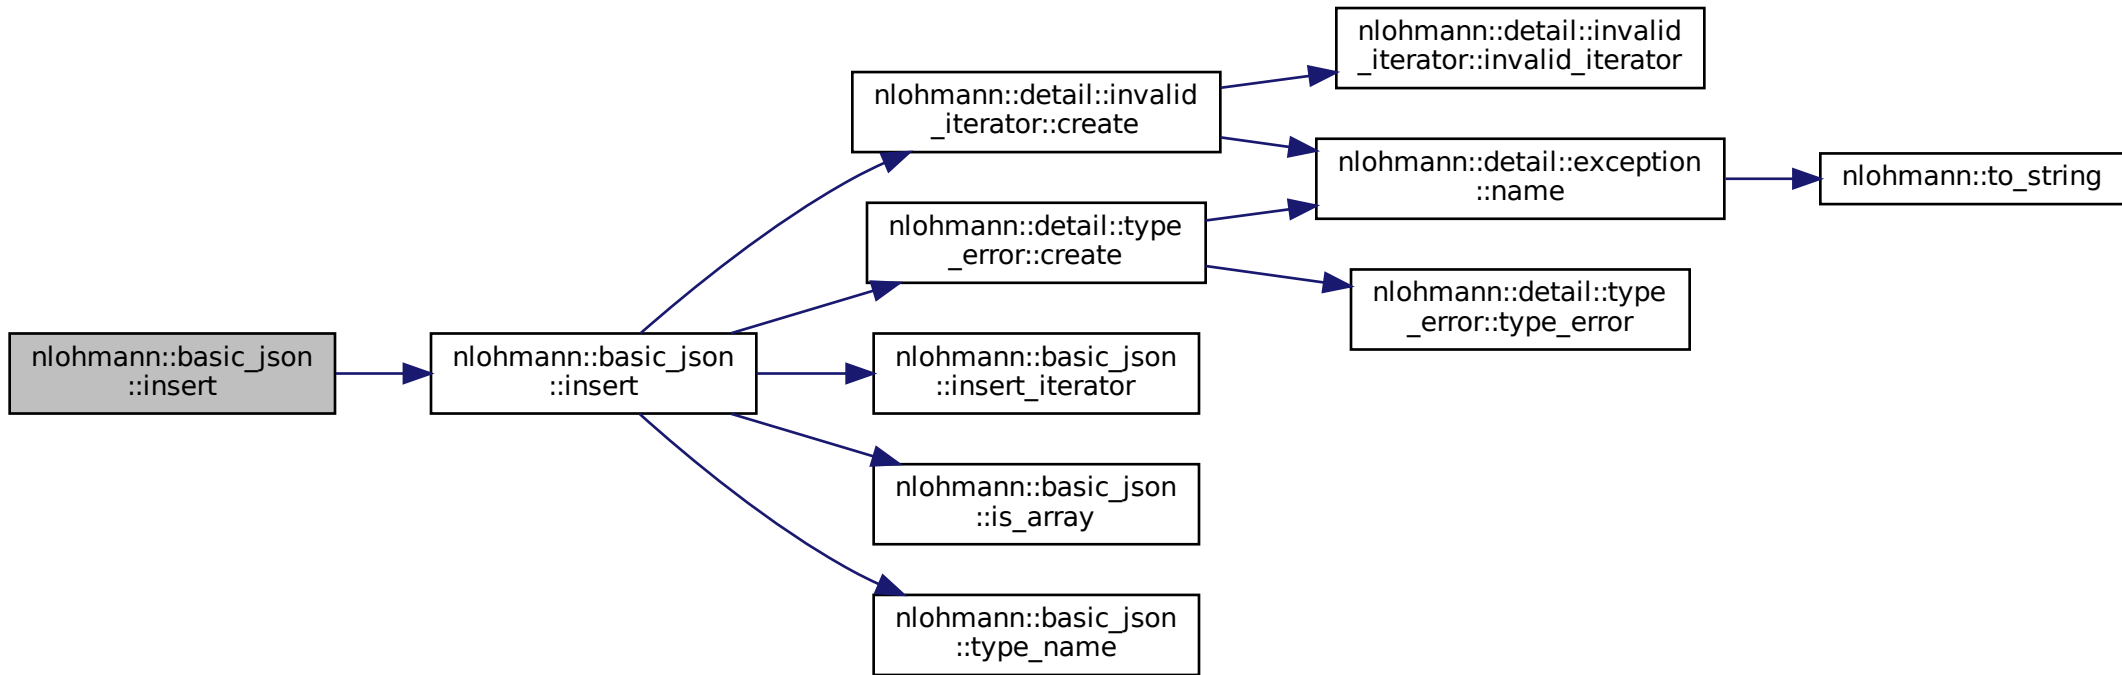 nlohmann::basic_json
::insert
nlohmann::basic_json
::insert
nlohmann::detail::invalid
_iterator::create
nlohmann::detail::type
_error::create
nlohmann::basic_json
::insert_iterator
nlohmann::basic_json
::is_array
nlohmann::basic_json
::type_name
nlohmann::detail::invalid
_iterator::invalid_iterator
nlohmann::detail::exception
::name
nlohmann::detail::type
_error::type_error
nlohmann::to_string